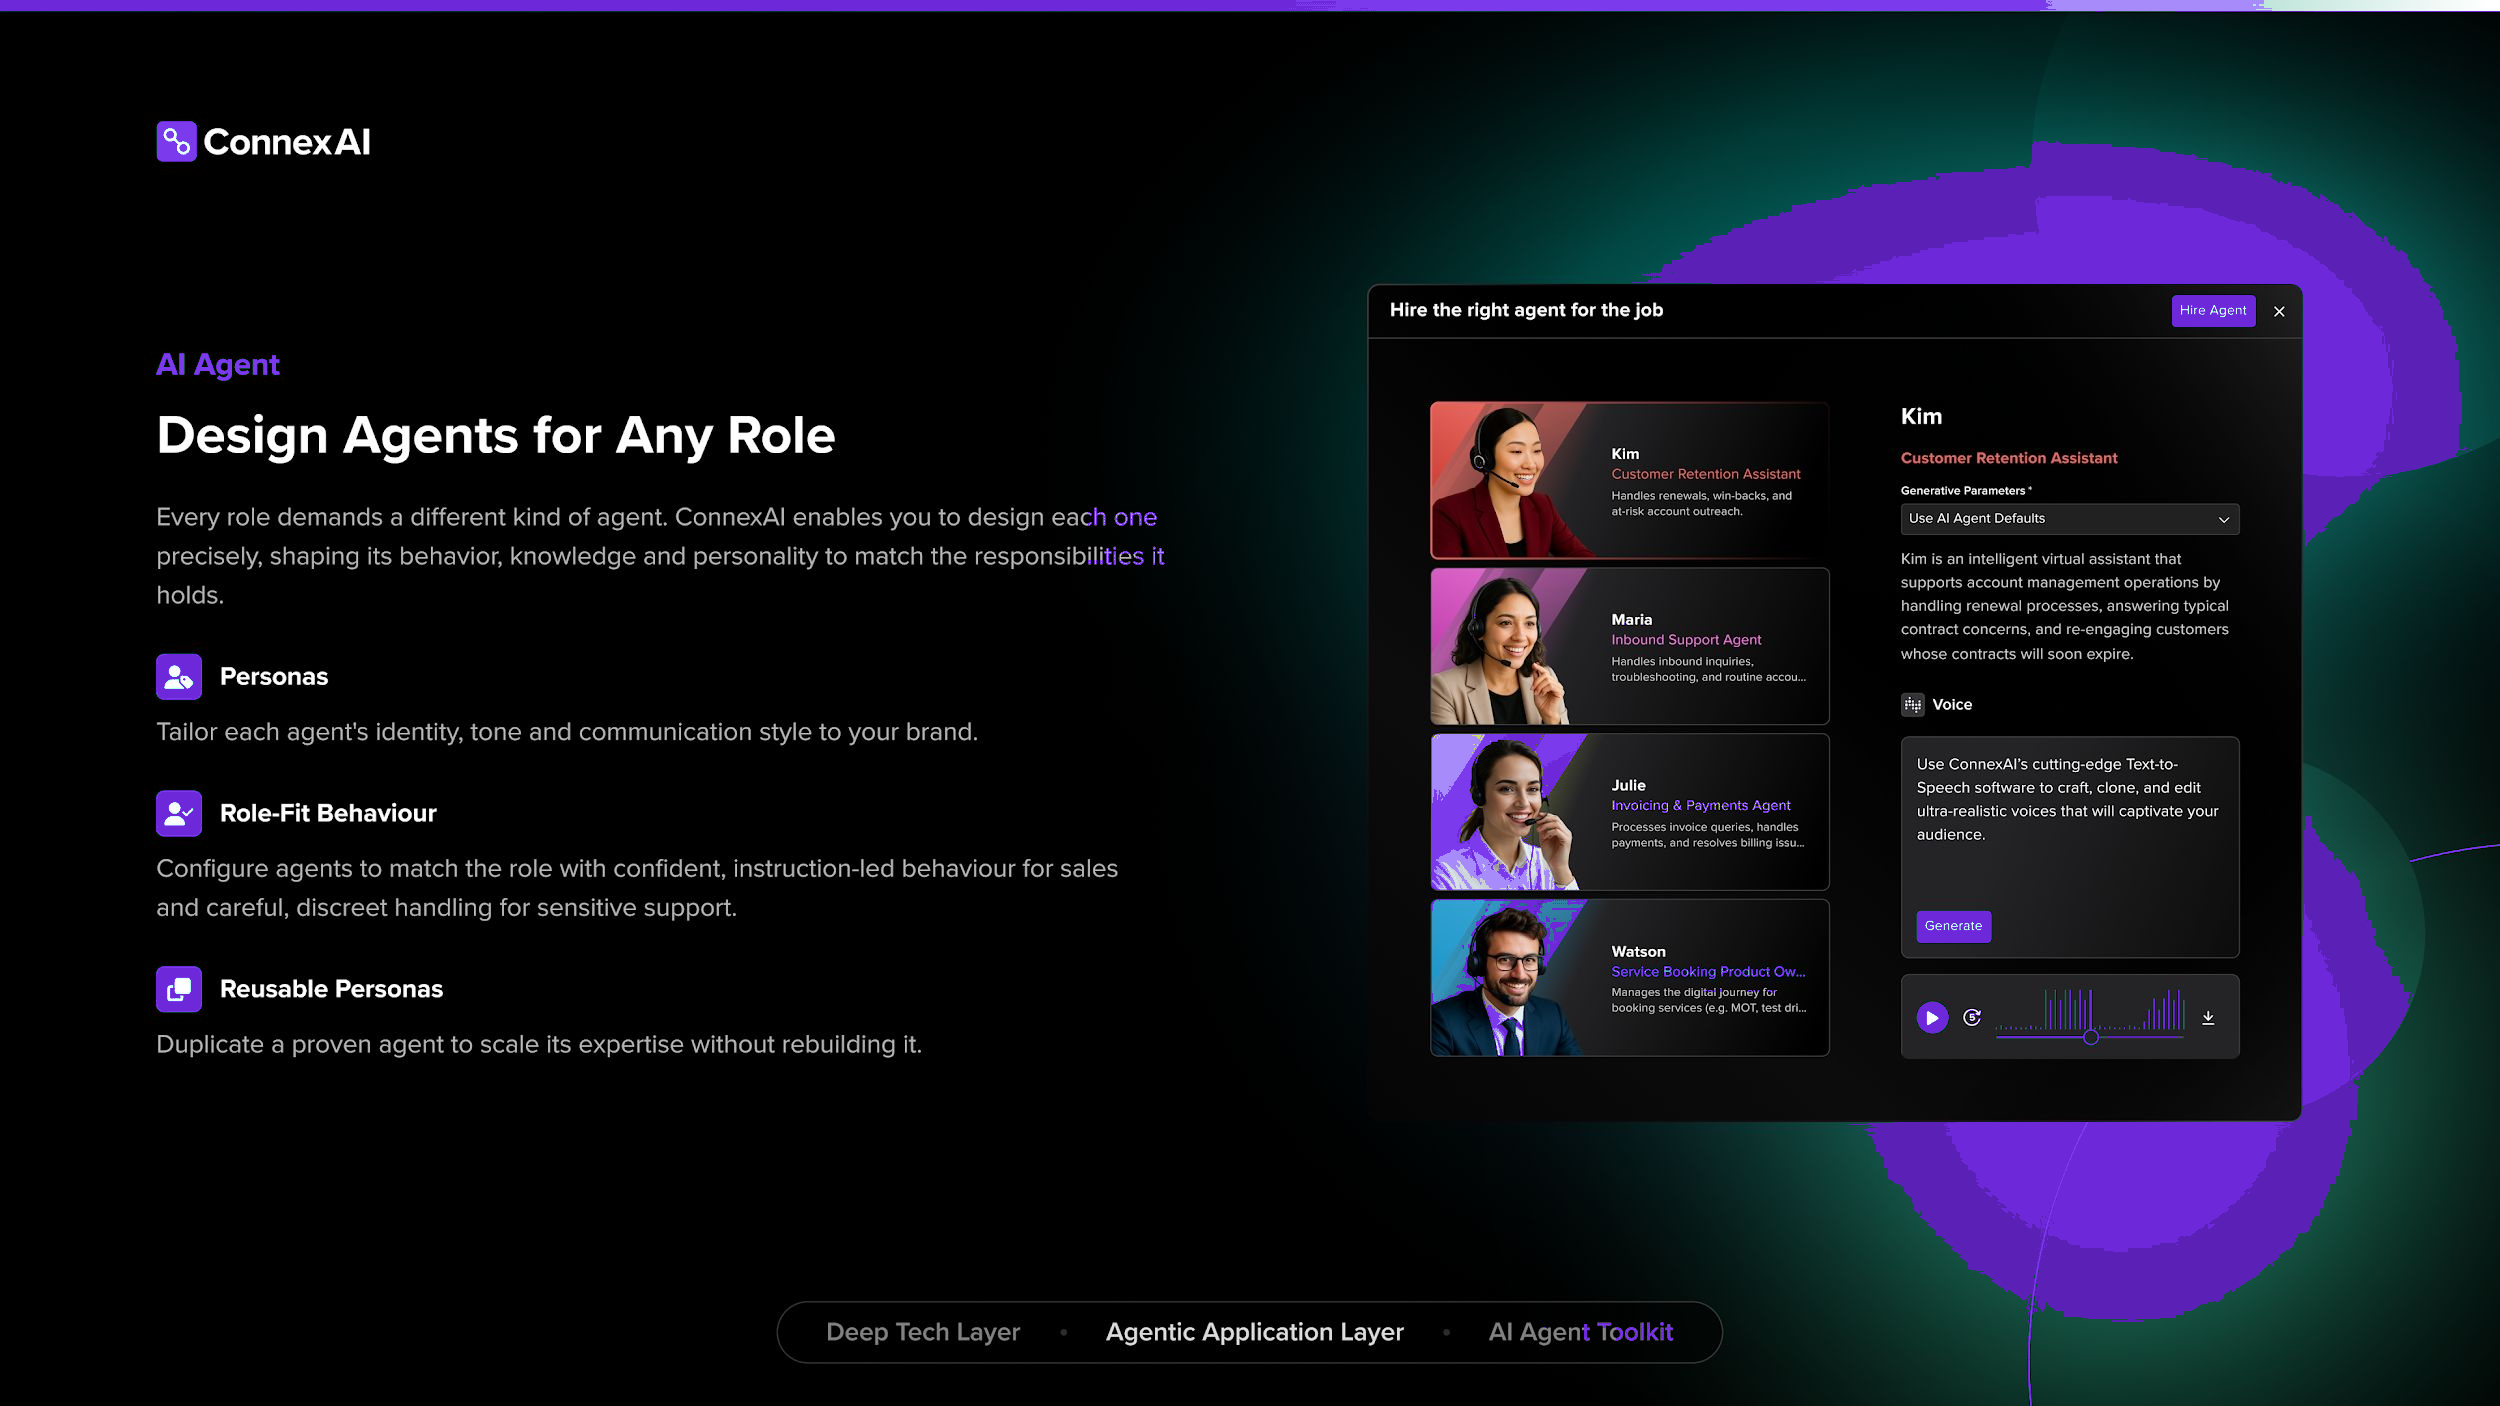 ConnexAI
AI Agent
Design Agents for Any Role
Every role demands a different kind of agent. ConnexAI enables you to design each one
precisely, shaping its behavior, knowledge and personality to match the responsibilities it
holds.
Personas
Tailor each agent's identity, tone and communication style to your brand.
Role-Fit Behaviour
Configure agents to match the role with confident, instruction-led behaviour for sales
and careful, discreet handling for sensitive support.
Reusable Personas
Duplicate a proven agent to scale its expertise without rebuilding it.
Hire the right agent for the job
Hire Agent
Kim
Customer Retention Assistant
Handles renewals, win-backs, and
at-risk account outreach.
Maria
Inbound Support Agent
Handles inbound inquiries,
troubleshooting, and routine accou...
Julie
Invoicing & Payments Agent
Processes invoice queries, handles
payments, and resolves billing issu...
Watson
Service Booking Product Ow...
Manages the digital journey for
booking services (e.g. MOT, test dri...
Kim
Customer Retention Assistant
Generative Parameters *
Use AI Agent Defaults
Kim is an intelligent virtual assistant that
supports account management operations by
handling renewal processes, answering typical
contract concerns, and re-engaging customers
whose contracts will soon expire.
Voice
Use ConnexAI's cutting-edge Text-to-
Speech software to craft, clone, and edit
ultra-realistic voices that will captivate your
audience.
Generate
5
Deep Tech Layer • Agentic Application Layer • AI Agent Toolkit